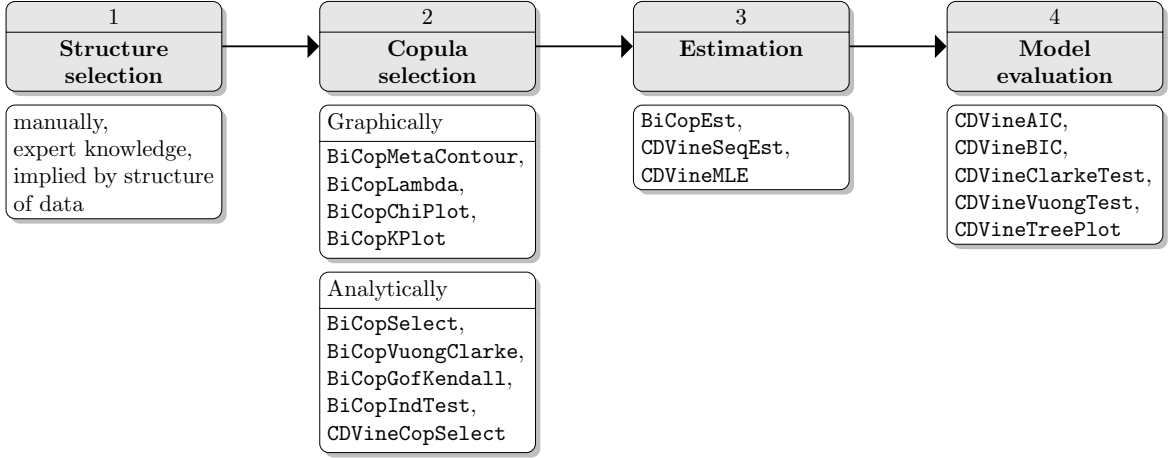 1
Structure
selection
manually,
expert knowledge,
implied by structure
of data
2
Copula
selection
Graphically
BiCopMetaContour,
BiCopLambda,
BiCopChiPlot,
BiCopKPlot
Analytically
BiCopSelect,
BiCopVuongClarke,
BiCopGofKendall,
BiCopIndTest,
CDVineCopSelect
3
Estimation
BiCopEst,
CDVineSeqEst,
CDVineMLE
4
Model
evaluation
CDVineAIC,
CDVineBIC,
CDVineClarkeTest,
CDVineVuongTest,
CDVineTreePlot